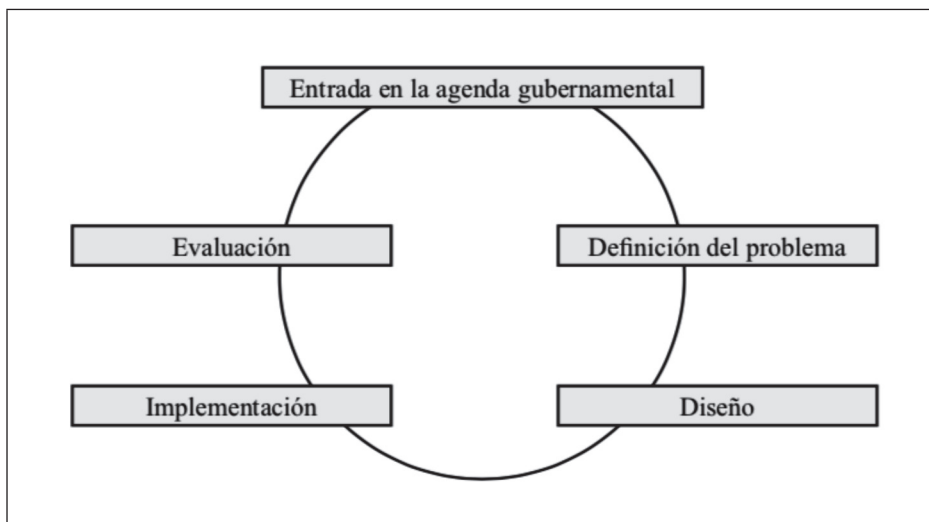 Entrada en la agenda gubernamental
Evaluación
Definición del problema
Implementación
Diseño